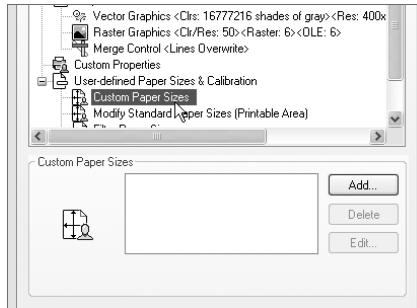 Vector Graphics <Clrs: 16777216 shades of gray><Res: 400x
Raster Graphics <Clr/Res: 50><Raster: 6><OLE: 6>
Merge Control <Lines Overwrite>
Custom Properties
User-defined Paper Sizes & Calibration
Custom Paper Sizes
Modify Standard Paper Sizes (Printable Area)
Custom Paper Sizes
Add...
Delete
Edit...